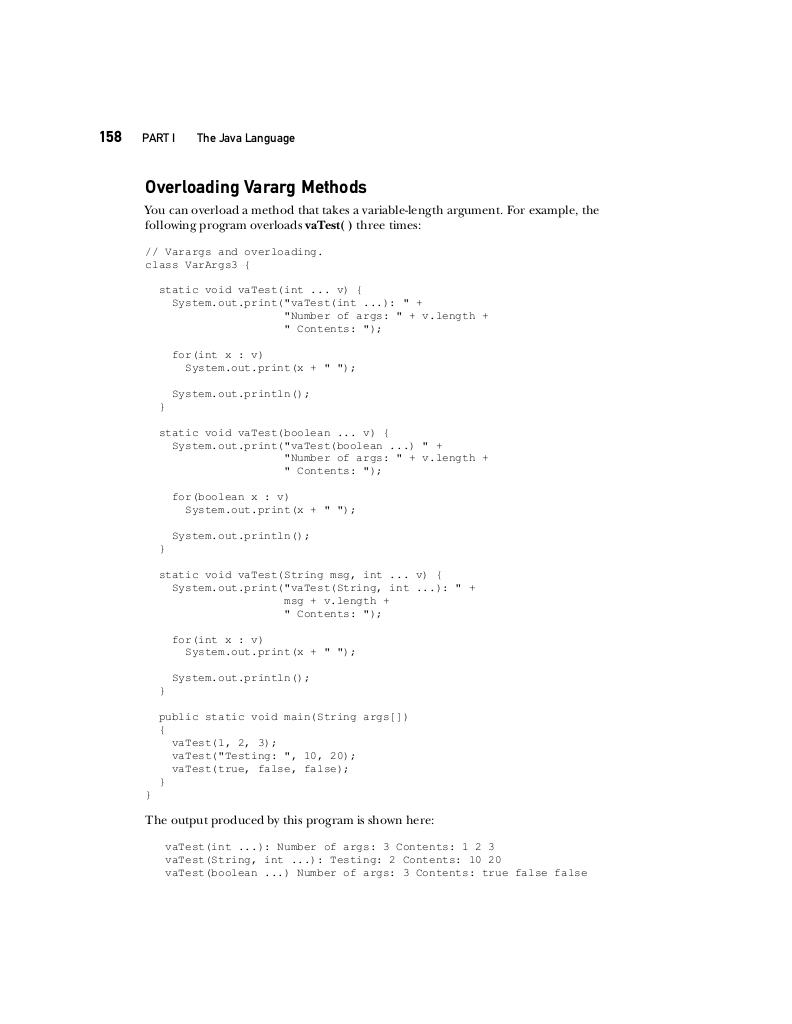 158 PART I The Java Language
Overloading Vararg Methods
You can overload a method that takes a variable-length argument. For example, the
following program overloads vaTest( ) three times:
// Varargs and overloading.
class VarArgs3 {
  static void vaTest(int ... v) {
    System.out.print("vaTest(int ...): " +
                     "Number of args: " + v.length +
                     " Contents: ");
    for(int x : v)
      System.out.print(x + " ");
    System.out.println();
  }
  static void vaTest(boolean ... v) {
    System.out.print("vaTest(boolean ...) " +
                     "Number of args: " + v.length +
                     " Contents: ");
    for(boolean x : v)
      System.out.print(x + " ");
    System.out.println();
  }
  static void vaTest(String msg, int ... v) {
    System.out.print("vaTest(String, int ...): " +
                     msg + v.length +
                     " Contents: ");
    for(int x : v)
      System.out.print(x + " ");
    System.out.println();
  }
  public static void main(String args[])
  {
    vaTest(1, 2, 3);
    vaTest("Testing: ", 10, 20);
    vaTest(true, false, false);
  }
}
The output produced by this program is shown here:
vaTest(int ...): Number of args: 3 Contents: 1 2 3
vaTest(String, int ...): Testing: 2 Contents: 10 20
vaTest(boolean ...) Number of args: 3 Contents: true false false